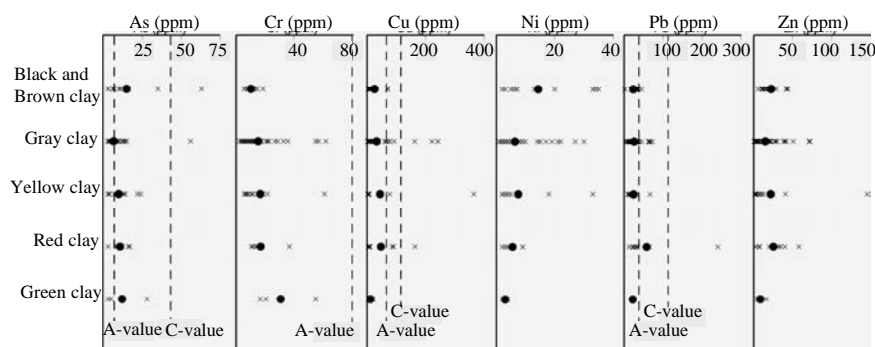 As (ppm) Cr (ppm) Cu (ppm) Ni (ppm) Pb (ppm) Zn (ppm)
25 50 75 40 80 200 400 20 40 100 200 300 50 100 150
Black and
Brown clay
Gray clay
Yellow clay
Red clay
Green clay
C-value C-value
A-value C-value A-value A-value A-value